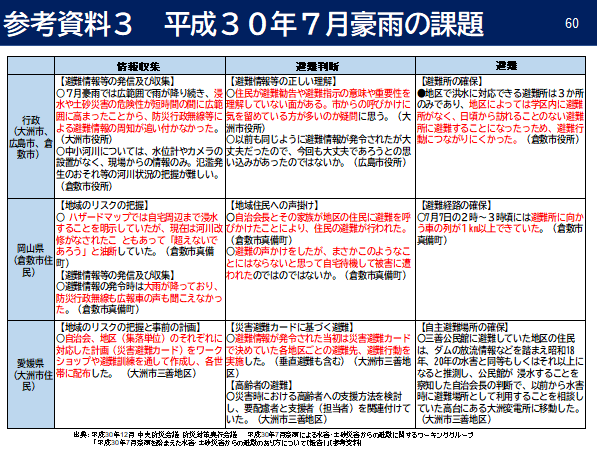 参考資料３　平成３０年７月豪雨の課題
60
情報収集
避難判断
避難
行政
(大洲市、
広島市、倉
敷市)
【避難情報等の発信及び収集】
○７月豪雨では広範囲で雨が降り続き、浸
水や土砂災害の危険性が短時間の間に広範
囲に高まったことから、防災行政無線等に
よる避難情報の周知が追い付かなかった。
（大洲市役所）
○中小河川については、水位計やカメラの
設置がなく、現場からの情報のみ。氾濫発
生のおそれ等の河川状況の把握が難しい。
（倉敷市役所）
【避難情報等の正しい理解】
○住民が避難勧告や避難指示の意味や重要性を
理解していない面がある。市からの呼びかけに
気を留めている方が多いのか疑問に思う。（大
洲市役所）
○以前も同じように避難情報が発令されたが大
丈夫だったので、今回も大丈夫であろうとの思
い込みがあったのではないか。（広島市役所）
【避難所の確保】
●地区で洪水に対応できる避難所は３か所
のみであり、地区によっては学区内に避難
所がなく、日頃から訪れることのない避難
所に避難することになったたっため、避難行
動につながりにくかった。（倉敷市役所）
岡山県
（倉敷市住
民）
【地域のリスクの把握】
○ ハザードマップでは自宅周辺まで浸水
することを明示していたが、現在は河川改
修がなされたこ ともあって「超えないで
あろう」と油断していた。（倉敷市真備
町）
【避難情報等の発信及び収集】
○避難情報の発令時は大雨が降っており、
防災行政無線も広報車の声も聞こえなかっ
た。（倉敷市真備町）
【地域住民への声掛け】
○自治会長とその家族が地区の住民に避難を呼
びかけたことにより、住民の避難が行われた。
（倉敷市真備町）
○避難の声かけをしたが、まさかこのようなこ
とにはならないと思って自宅待機して被害に遭
われたのではのではないか。（倉敷市真備町）
【避難経路の確保】
○7月7日の２時～３時頃には避難所に向か
う車の列が１㎞以上できていた。（倉敷市真
備町）
愛媛県
（大洲市住
民）
【地域のリスクの把握と事前の計画】
○自治会、地区（集落単位）のそれぞれに
対応した計画（災害避難カード）をワーク
ショップや避難訓練を通して作成し、各世
帯に配布した。（大洲市三善地区）
【災害避難カードに基づく避難】
○避難情報が発令された当初は災害避難カード
で決めていた各地区ごとの避難先、避難行動を
実施した。（垂直避難も含む）（大洲市三善地
区）
【高齢者の避難】
○災害時における高齢者への支援方法を検討
し、要配慮者と支援者（担当者）を関連付けてい
た。（大洲市三善地区）
【自主避難場所の確保】
○三善公民館に避難していた地区の住民
は、ダムの放流情報などを踏まえ昭和18
年、20年の水害と同等もしくはそれ以上に
なると推測し、公民館が 浸水することを
察知した自治会長の判断で、以前から水害
時に避難場所として利用することを相談し
ていた高台にある大洲変電所に移動した。
（大洲市三善地区）
出典：平成30年12月 中央防災会議 防災対策実行会議　平成30年7月豪雨による水害・土砂災害からの避難に関するワーキンググループ
「平成30年7月豪雨を踏まえた水害・土砂災害からの避難のあり方について（報告）」（参考資料）